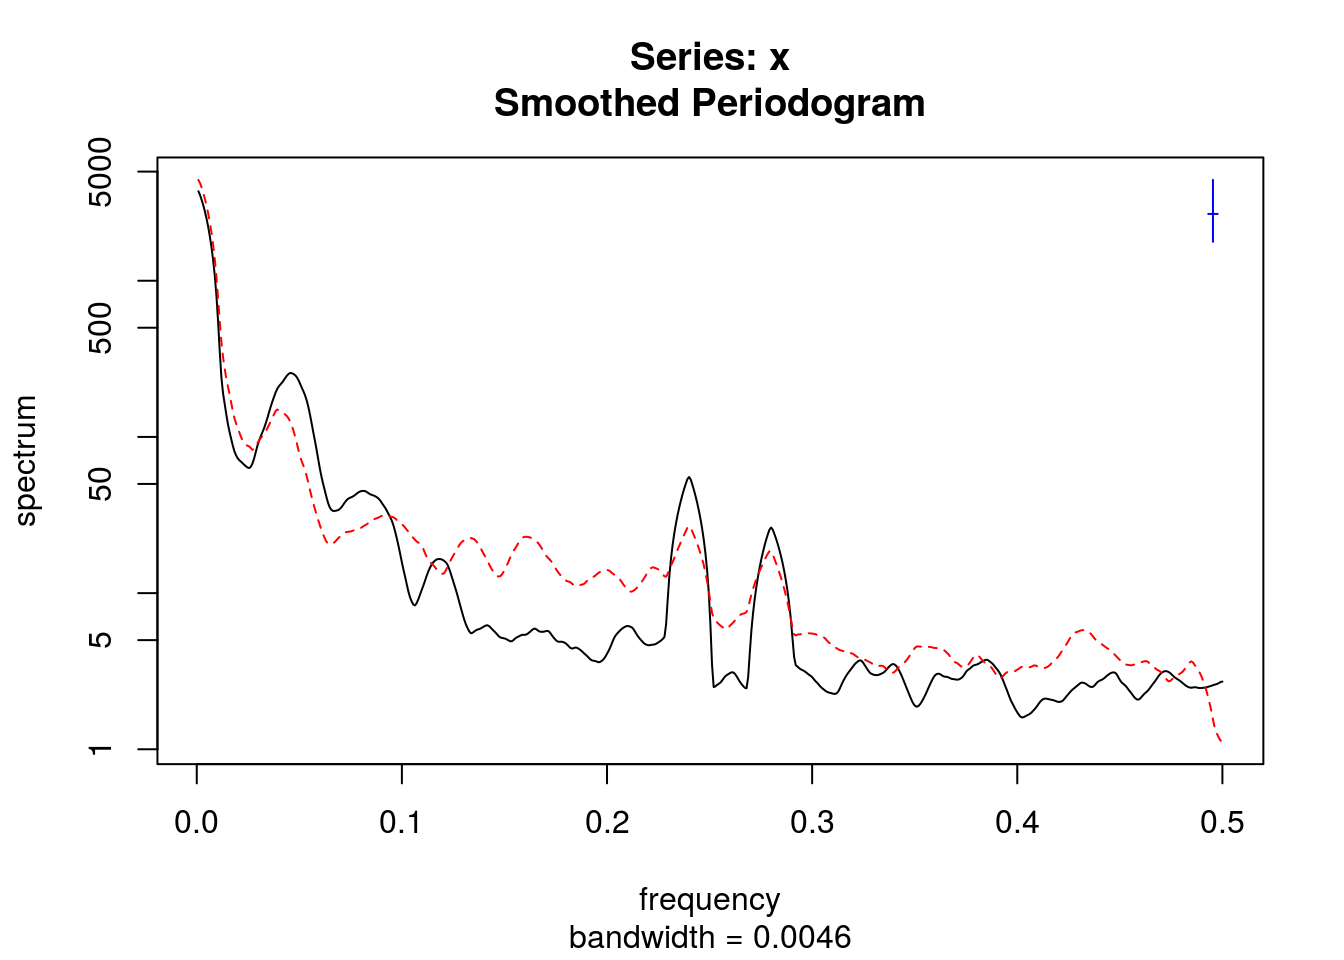 Series: x
Smoothed Periodogram
spectrum
5000
500
50
5
1
0.0 0.1 0.2 0.3 0.4 0.5
frequency
bandwidth = 0.0046